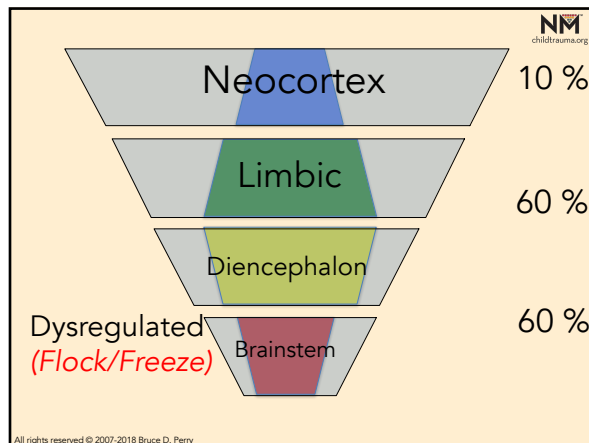 NM
childtrauma.org
Neocortex
10 %
Limbic
60 %
Diencephalon
60 %
Dysregulated
(Flock/Freeze)
Brainstem
All rights reserved © 2007-2018 Bruce D. Perry